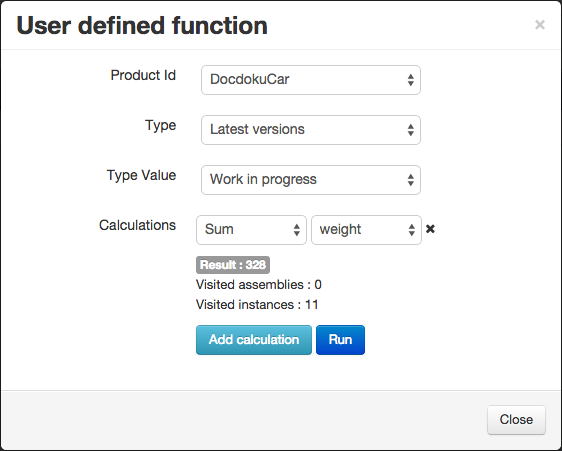 User defined function ×
Product Id DocdokuCar
Type Latest versions
Type Value Work in progress
Calculations Sum weight ✖
Result : 328
Visited assemblies : 0
Visited instances : 11
Add calculation Run
Close